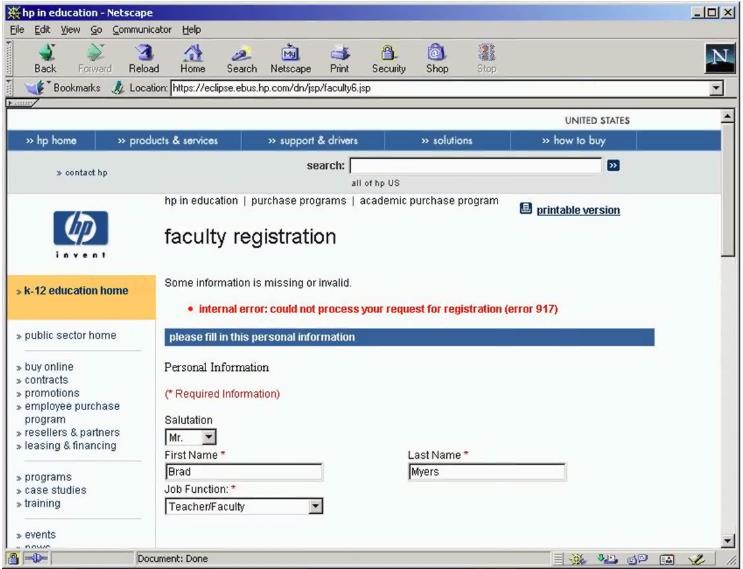 hp in education - Netscape
File Edit View Go Communicator Help
Back Forward Reload Home Search Netscape Print Security Shop Stop
Bookmarks Location: https://eclipse.ebus.hp.com/dn/jsp/faculty6.jsp
UNITED STATES
» hp home » products & services » support & drivers » solutions » how to buy
» contact hp
search: »
all of hp US
hp in education | purchase programs | academic purchase program
printable version
hp
invent
faculty registration
» k-12 education home
Some information is missing or invalid.
• internal error: could not process your request for registration (error 917)
» public sector home
please fill in this personal information
» buy online
» contracts
» promotions
» employee purchase
program
» resellers & partners
» leasing & financing
» programs
» case studies
» training
» events
» news
Personal Information
(* Required Information)
Salutation
Mr.
First Name * Last Name *
Brad Myers
Job Function: *
Teacher/Faculty
Document: Done